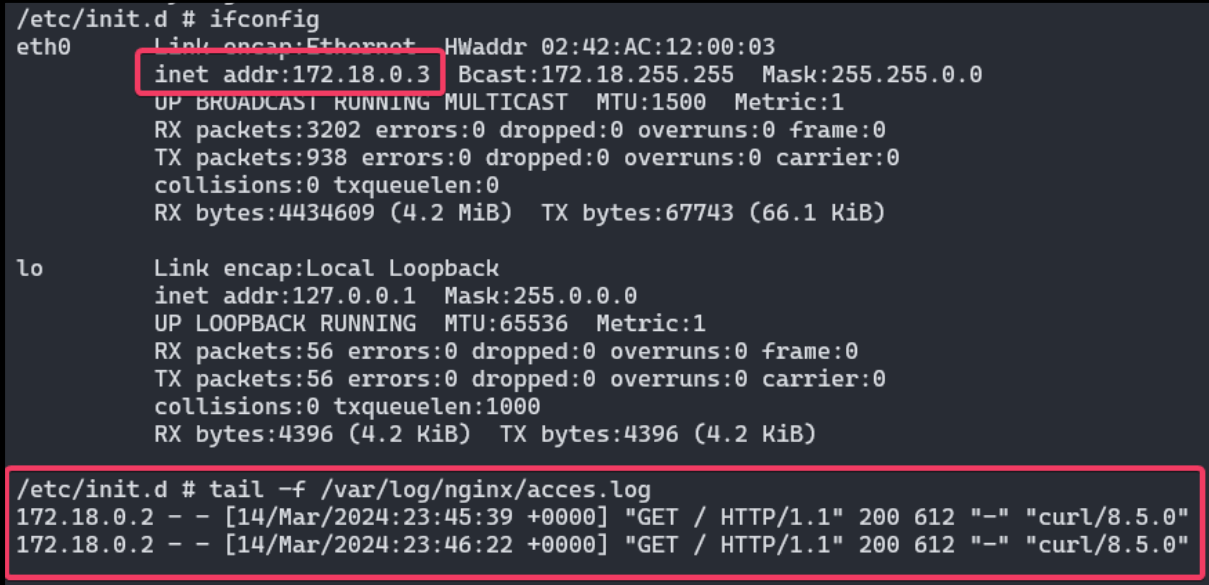 /etc/init.d # ifconfig
eth0 Link encap:Ethernet HWaddr 02:42:AC:12:00:03
inet addr:172.18.0.3 Bcast:172.18.255.255 Mask:255.255.0.0
UP BROADCAST RUNNING MULTICAST MTU:1500 Metric:1
RX packets:3202 errors:0 dropped:0 overruns:0 frame:0
TX packets:938 errors:0 dropped:0 overruns:0 carrier:0
collisions:0 txqueuelen:0
RX bytes:4434609 (4.2 MiB) TX bytes:67743 (66.1 KiB)
lo Link encap:Local Loopback
inet addr:127.0.0.1 Mask:255.0.0.0
UP LOOPBACK RUNNING MTU:65536 Metric:1
RX packets:56 errors:0 dropped:0 overruns:0 frame:0
TX packets:56 errors:0 dropped:0 overruns:0 carrier:0
collisions:0 txqueuelen:1000
RX bytes:4396 (4.2 KiB) TX bytes:4396 (4.2 KiB)
/etc/init.d # tail -f /var/log/nginx/acces.log
172.18.0.2 - - [14/Mar/2024:23:45:39 +0000] "GET / HTTP/1.1" 200 612 "-" "curl/8.5.0"
172.18.0.2 - - [14/Mar/2024:23:46:22 +0000] "GET / HTTP/1.1" 200 612 "-" "curl/8.5.0"